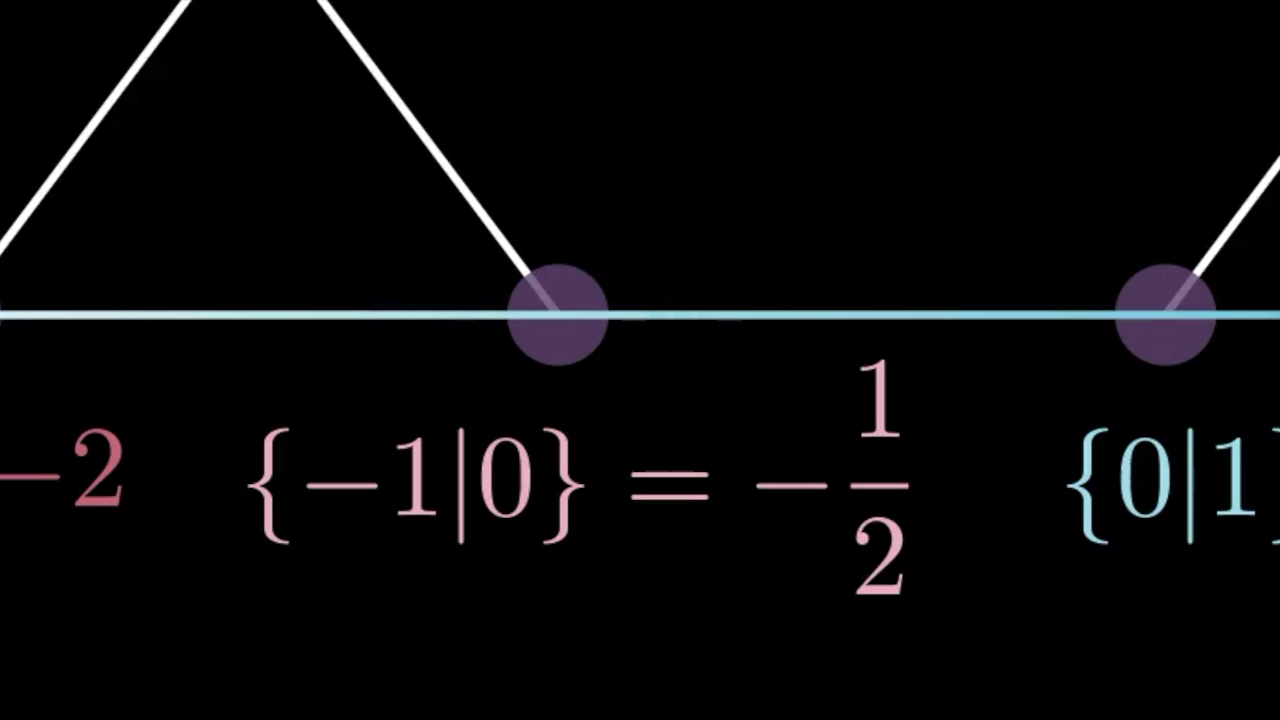 −2 {−1|0} = −1/2 {0|1}